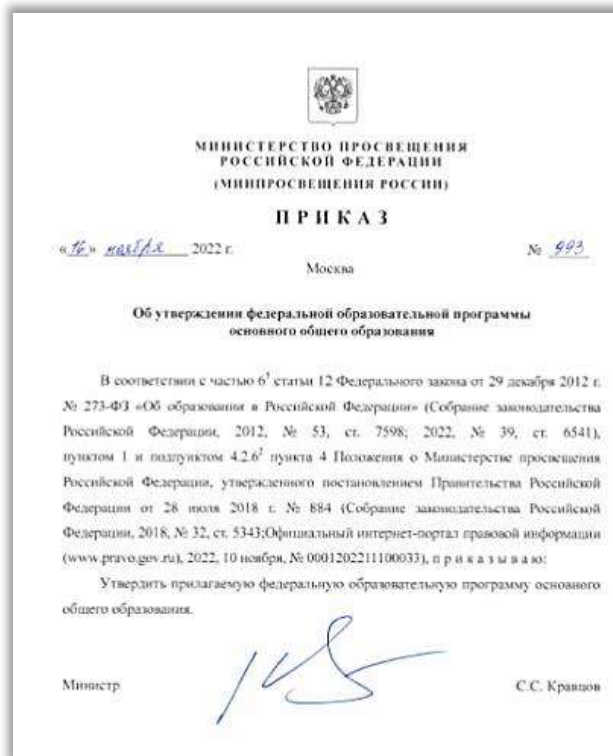 МИНИСТЕРСТВО ПРОСВЕЩЕНИЯ
РОССИЙСКОЙ ФЕДЕРАЦИИ
(МИНПРОСВЕЩЕНИЯ РОССИИ)
ПРИКАЗ
«16» ноября 2022 г. № 993
Москва
Об утверждении федеральной образовательной программы
основного общего образования
В соответствии с частью 6⁵ статьи 12 Федерального закона от 29 декабря 2012 г.
№ 273-ФЗ «Об образовании в Российской Федерации» (Собрание законодательства
Российской Федерации, 2012, № 53, ст. 7598; 2022, № 39, ст. 6541),
пунктом 1 и подпунктом 4.2.6² пункта 4 Положения о Министерстве просвещения
Российской Федерации, утвержденного постановлением Правительства Российской
Федерации от 28 июля 2018 г. № 884 (Собрание законодательства Российской
Федерации, 2018, № 32, ст. 5343;Официальный интернет-портал правовой информации
(www.pravo.gov.ru), 2022, 10 ноября, № 0001202211100033), п р и к а з ы в а ю:
Утвердить прилагаемую федеральную образовательную программу основного
общего образования.
Министр С.С. Кравцов